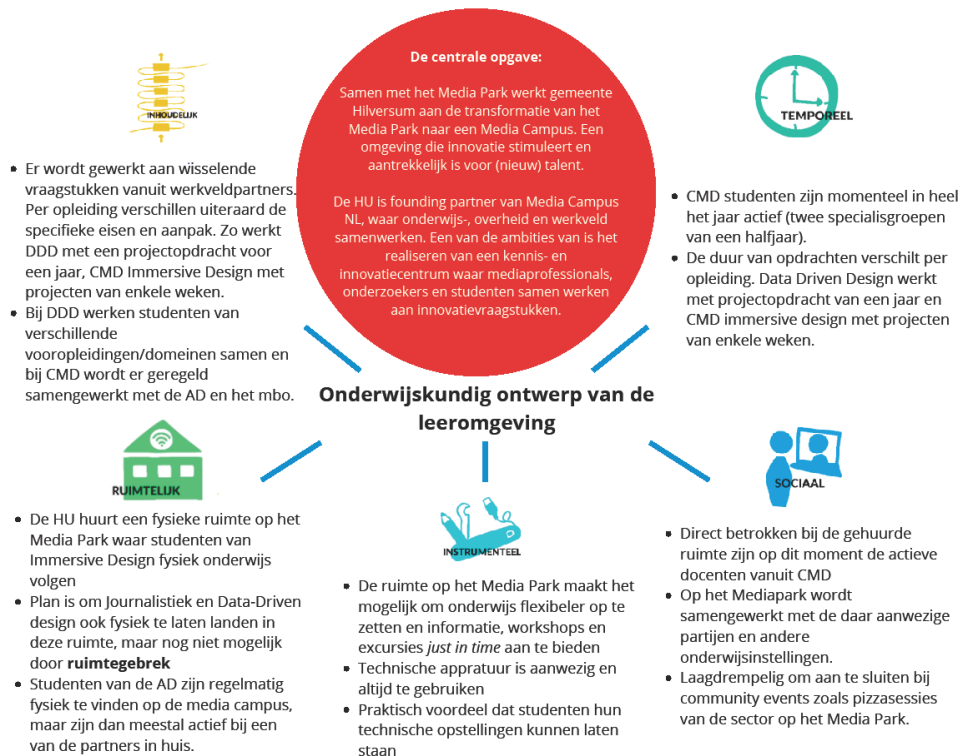 De centrale opgave:
Samen met het Media Park werkt gemeente
Hilversum aan de transformatie van het
Media Park naar een Media Campus. Een
omgeving die innovatie stimuleert en
aantrekkelijk is voor (nieuw) talent.
De HU is founding partner van Media Campus
NL, waar onderwijs-, overheid en werkveld
samenwerken. Een van de ambities van is het
realiseren van een kennis- en
innovatiecentrum waar mediaprofessionals,
onderzoekers en studenten samen werken
aan innovatievraagstukken.
INHOUDELIJK
• Er wordt gewerkt aan wisselende
vraagstukken vanuit werkveldpartners.
Per opleiding verschillen uiteraard de
specifieke eisen en aanpak. Zo werkt
DDD met een projectopdracht voor
een jaar, CMD Immersive Design met
projecten van enkele weken.
• Bij DDD werken studenten van
verschillende
vooropleidingen/domeinen samen en
bij CMD wordt er geregeld
samengewerkt met de AD en het mbo.
TEMPOREEL
• CMD studenten zijn momenteel in heel
het jaar actief (twee specialisgroepen
van een halfjaar).
• De duur van opdrachten verschilt per
opleiding. Data Driven Design werkt
met projectopdracht van een jaar en
CMD immersive design met projecten
van enkele weken.
Onderwijskundig ontwerp van de
leeromgeving
RUIMTELIJK
• De HU huurt een fysieke ruimte op het
Media Park waar studenten van
Immersive Design fysiek onderwijs
volgen
• Plan is om Journalistiek en Data-Driven
design ook fysiek te laten landen in
deze ruimte, maar nog niet mogelijk
door ruimtegebrek
• Studenten van de AD zijn regelmatig
fysiek te vinden op de media campus,
maar zijn dan meestal actief bij een
van de partners in huis.
INSTRUMENTEEL
• De ruimte op het Media Park maakt het
mogelijk om onderwijs flexibeler op te
zetten en informatie, workshops en
excursies just in time aan te bieden
• Technische appratuur is aanwezig en
altijd te gebruiken
• Praktisch voordeel dat studenten hun
technische opstellingen kunnen laten
staan
SOCIAAL
• Direct betrokken bij de gehuurde
ruimte zijn op dit moment de actieve
docenten vanuit CMD
• Op het Mediapark wordt
samengewerkt met de daar aanwezige
partijen en andere
onderwijsinstellingen.
• Laagdrempelig om aan te sluiten bij
community events zoals pizzasessies
van de sector op het Media Park.